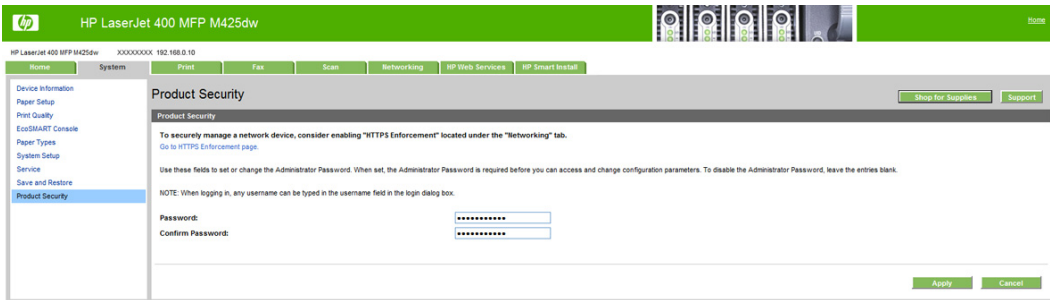 hp
HP LaserJet 400 MFP M425dw
Home
HP LaserJet 400 MFP M425dw XXXXXXXX 192.168.0.10
Home System Print Fax Scan Networking HP Web Services HP Smart Install
Device Information
Paper Setup
Print Quality
EcoSMART Console
Paper Types
System Setup
Service
Save and Restore
Product Security
Product Security
Shop for Supplies Support
Product Security
To securely manage a network device, consider enabling "HTTPS Enforcement" located under the "Networking" tab.
Go to HTTPS Enforcement page.
Use these fields to set or change the Administrator Password. When set, the Administrator Password is required before you can access and change configuration parameters. To disable the Administrator Password, leave the entries blank.
NOTE: When logging in, any username can be typed in the username field in the login dialog box.
Password: •••••••••••
Confirm Password: •••••••••••
Apply Cancel